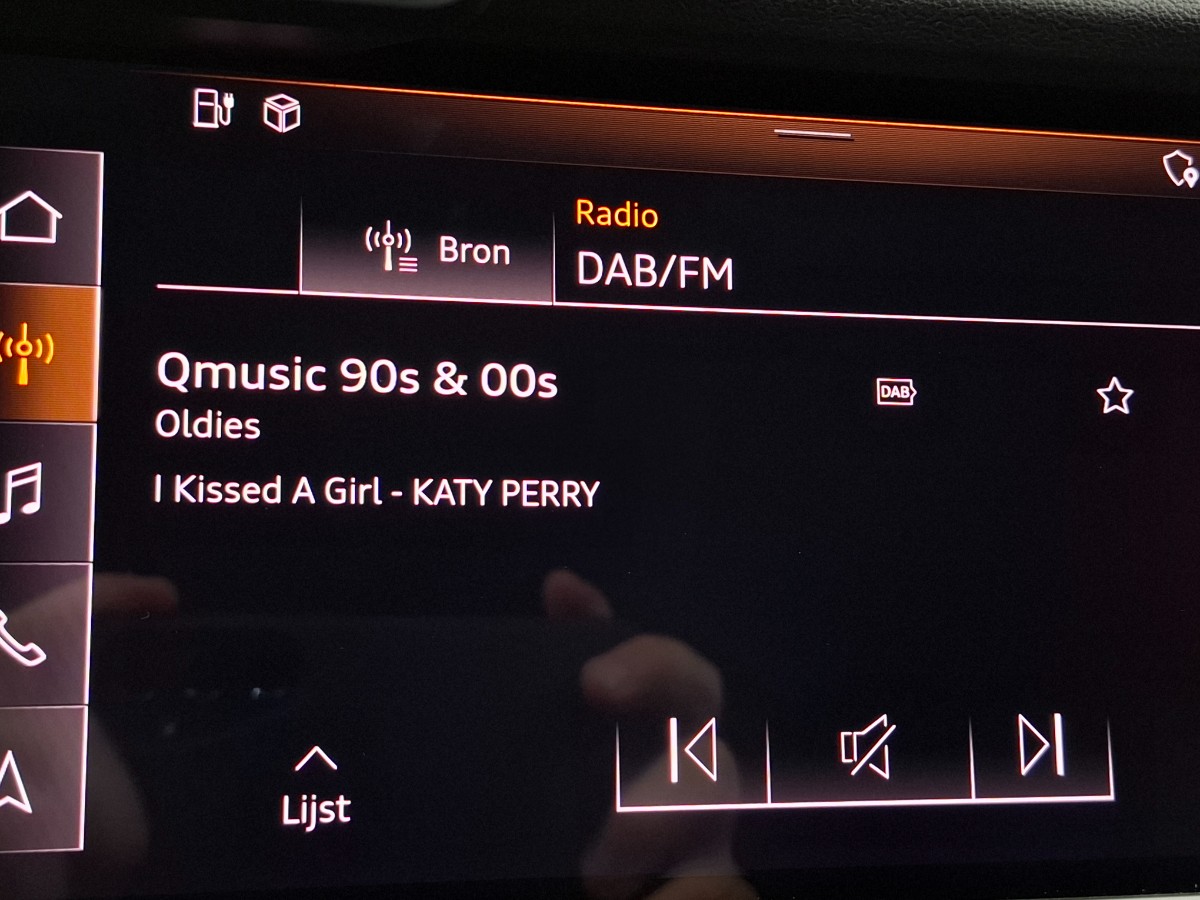 Radio
Bron
DAB/FM
Qmusic 90s & 00s
DAB
Oldies
I Kissed A Girl - KATY PERRY
Lijst